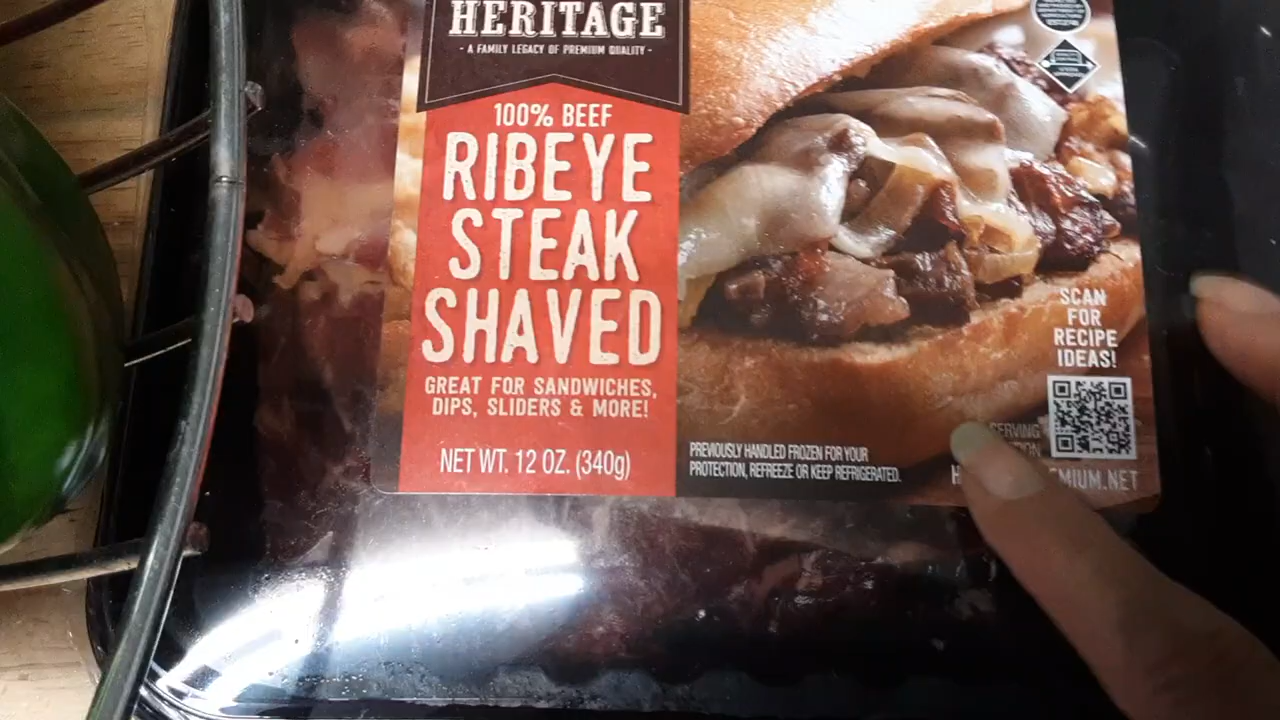 HERITAGE
- A FAMILY LEGACY OF PREMIUM QUALITY -
100% BEEF
RIBEYE
STEAK
SHAVED
GREAT FOR SANDWICHES,
DIPS, SLIDERS & MORE!
NET WT. 12 OZ. (340g)
PREVIOUSLY HANDLED FROZEN FOR YOUR
PROTECTION, REFREEZE OR KEEP REFRIGERATED.
SCAN
FOR
RECIPE
IDEAS!
SERVING
MIUM.NET